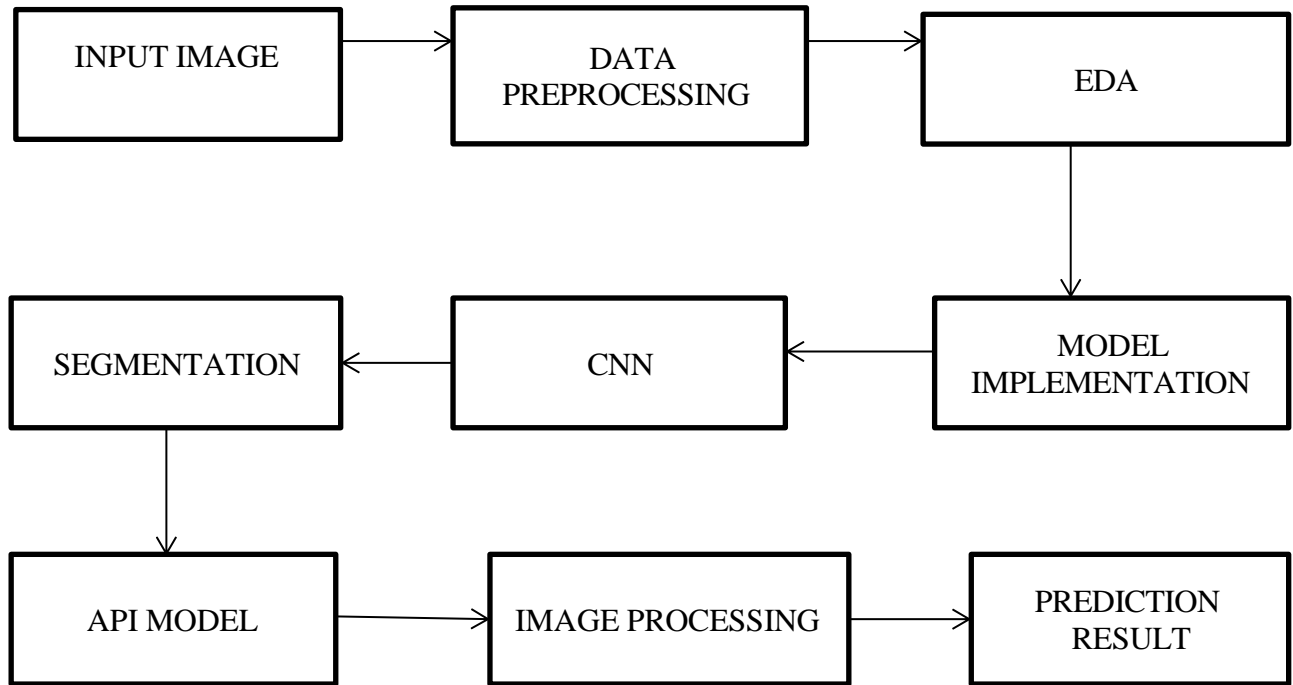 INPUT IMAGE
DATA
PREPROCESSING
EDA
MODEL
IMPLEMENTATION
CNN
SEGMENTATION
API MODEL
IMAGE PROCESSING
PREDICTION
RESULT